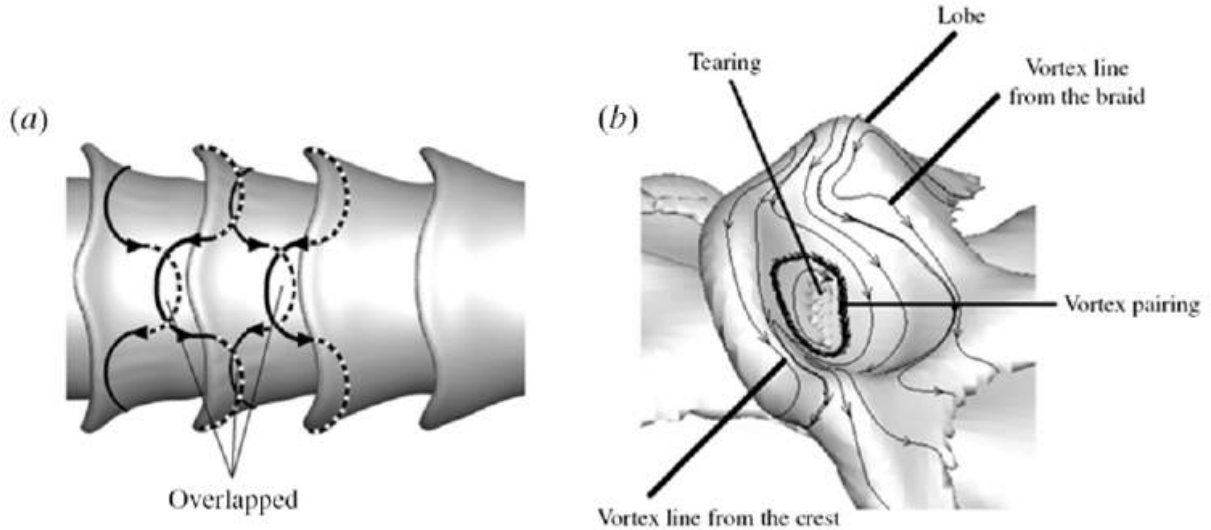 (a)
Overlapped
(b)
Lobe
Tearing
Vortex line
from the braid
Vortex pairing
Vortex line from the crest